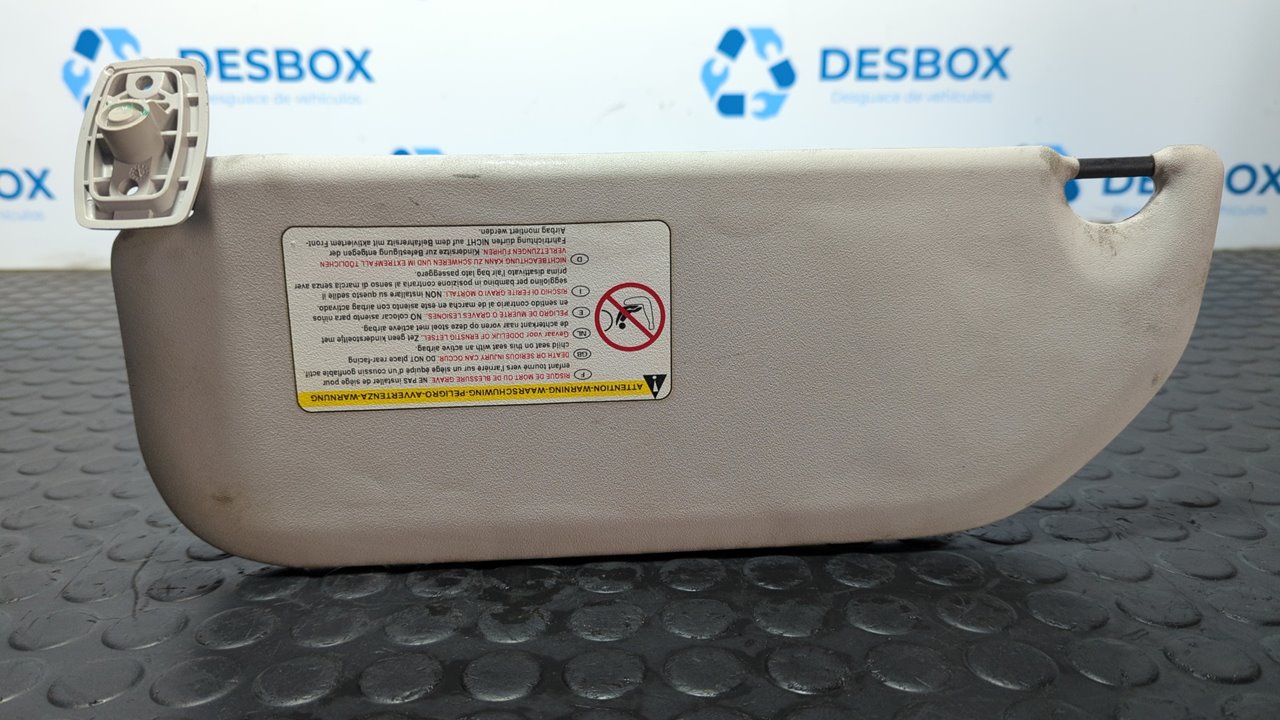 DESBOX
Desguace de vehículos
DESBOX
Desguace de vehículos
DESBOX
DESBOX
ATTENTION-WARNING-WAARSCHUWING-PELIGRO-AVVERTENZA-WARNUNG
F RISQUE DE MORT OU DE BLESSURE GRAVE. NE PAS installer de siège pour
enfant tourné vers l'arrière sur un siège équipé d'un coussin gonflable actif
GB DEATH OR SERIOUS INJURY CAN OCCUR. DO NOT place rear-facing
child seat on this seat with an active airbag.
NL Gevaar voor DODELIJK OF ERNSTIG LETSEL. Zet geen kinderstoeltje met
de achterkant naar voren op deze stoel met active airbag.
E PELIGRO DE MUERTE O GRAVES LESIONES. NO colocar asiento para niños
en sentido contrario al de marcha en este asiento con airbag activado.
I RISCHIO DI FERITE GRAVI O MORTALI. NON installare su questo sedile il
seggiolino per bambino in posizione contraria al senso di marcia senza aver
prima disattivato l'air bag lato passeggero.
D NICHTBEACHTUNG KANN ZU SCHWEREN UND IM EXTREMFALL TÖDLICHEN
VERLETZUNGEN FÜHREN. Kindersitze zur Befestigung entgegen der
Fahrtrichtung dürfen NICHT auf dem Beifahrersitz mit aktiviertem Front-
Airbag montiert werden.